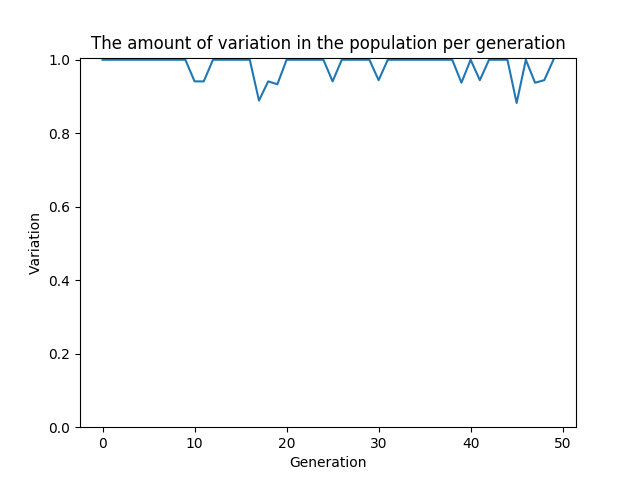 The amount of variation in the population per generation
1.0
0.8
0.6
0.4
0.2
0.0
Variation
0 10 20 30 40 50
Generation